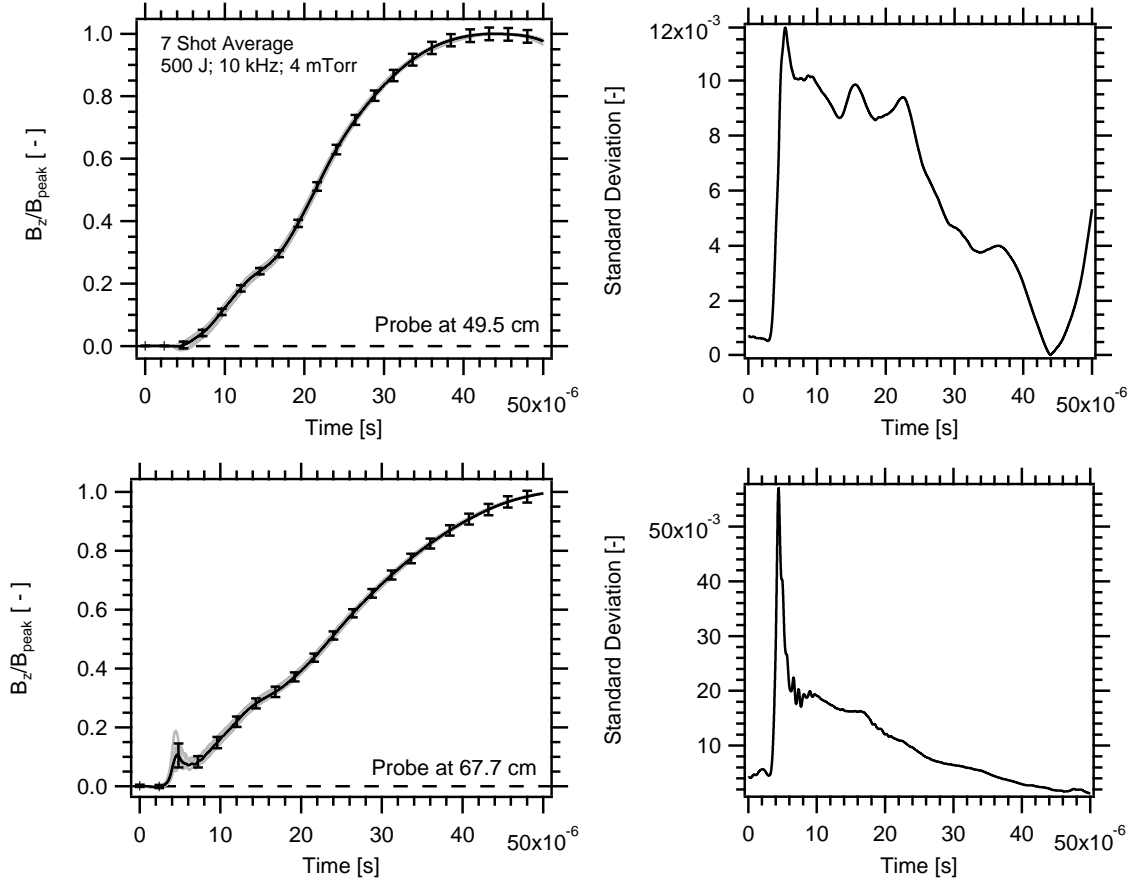 1.0
0.8
0.6
0.4
0.2
0.0
B_z/B_peak [ - ]
7 Shot Average
500 J; 10 kHz; 4 mTorr
Probe at 49.5 cm
0 10 20 30 40 50x10^-6
Time [s]
12x10^-3
10
8
6
4
2
0
Standard Deviation [-]
0 10 20 30 40 50x10^-6
Time [s]
1.0
0.8
0.6
0.4
0.2
0.0
B_z/B_peak [ - ]
Probe at 67.7 cm
0 10 20 30 40 50x10^-6
Time [s]
50x10^-3
40
30
20
10
Standard Deviation [-]
0 10 20 30 40 50x10^-6
Time [s]